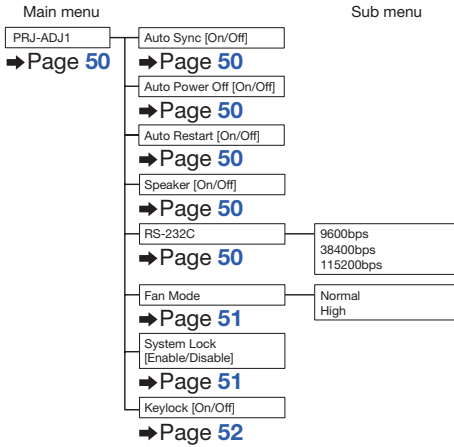 Main menu
Sub menu
PRJ-ADJ1
➡Page 50
Auto Sync [On/Off]
➡Page 50
Auto Power Off [On/Off]
➡Page 50
Auto Restart [On/Off]
➡Page 50
Speaker [On/Off]
➡Page 50
RS-232C
➡Page 50
9600bps
38400bps
115200bps
Fan Mode
➡Page 51
Normal
High
System Lock
[Enable/Disable]
➡Page 51
Keylock [On/Off]
➡Page 52